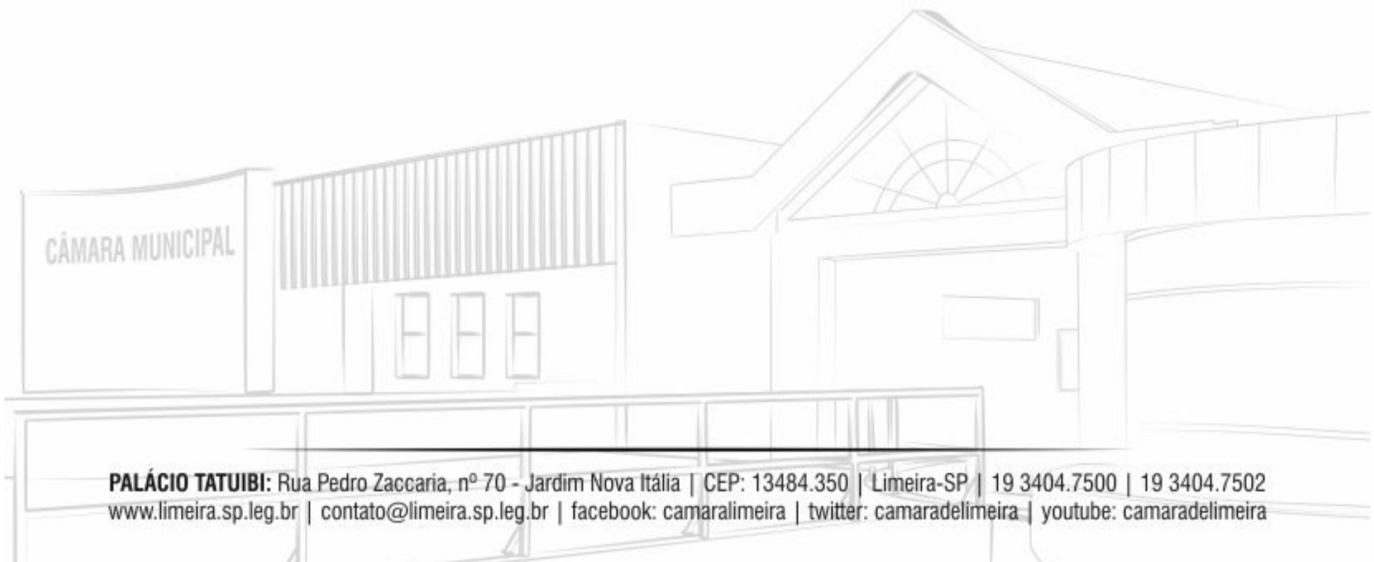 CÂMARA MUNICIPAL
PALÁCIO TATUIBI: Rua Pedro Zaccaria, nº 70 - Jardim Nova Itália | CEP: 13484.350 | Limeira-SP | 19 3404.7500 | 19 3404.7502
www.limeira.sp.leg.br | contato@limeira.sp.leg.br | facebook: camaralimeira | twitter: camaradelimeira | youtube: camaradelimeira